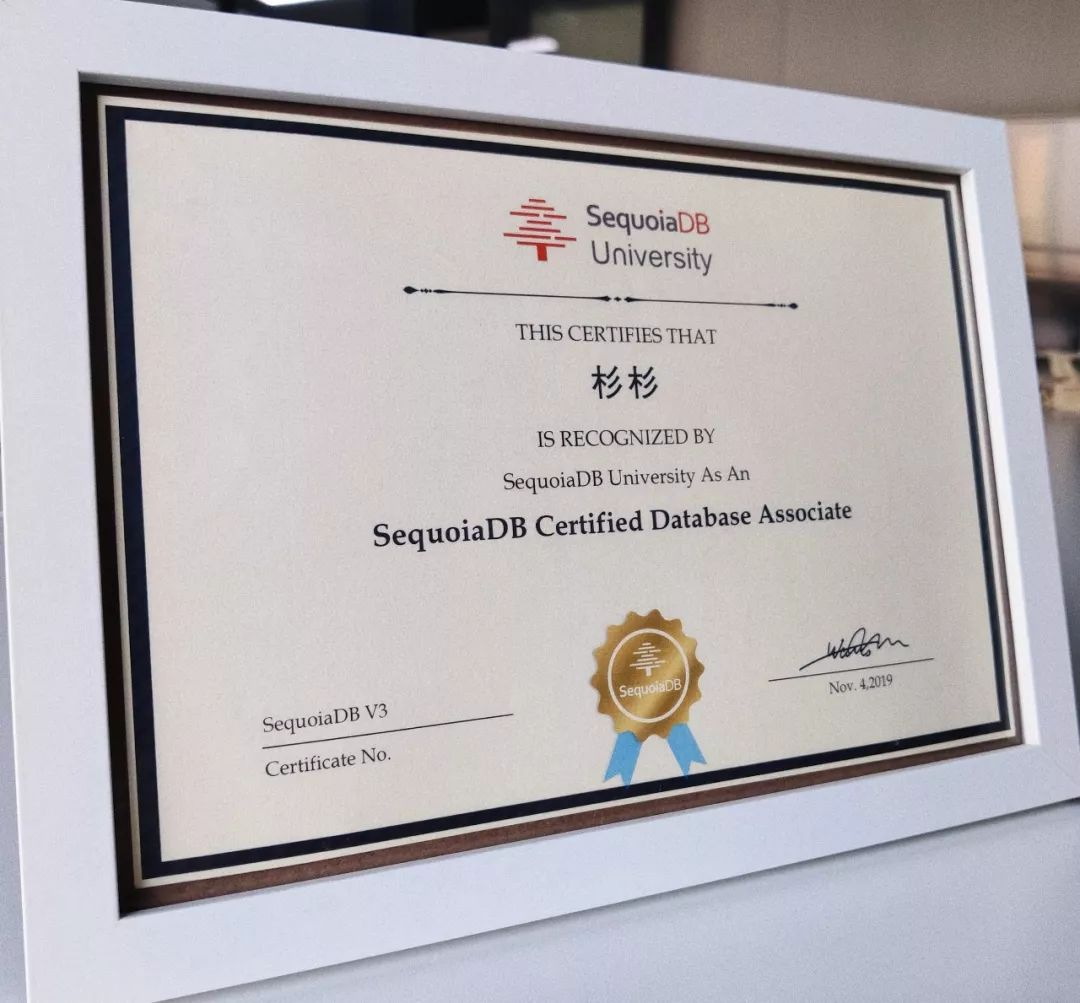 SequoiaDB
University
THIS CERTIFIES THAT
杉杉
IS RECOGNIZED BY
SequoiaDB University As An
SequoiaDB Certified Database Associate
SequoiaDB
Nov. 4,2019
SequoiaDB V3
Certificate No.